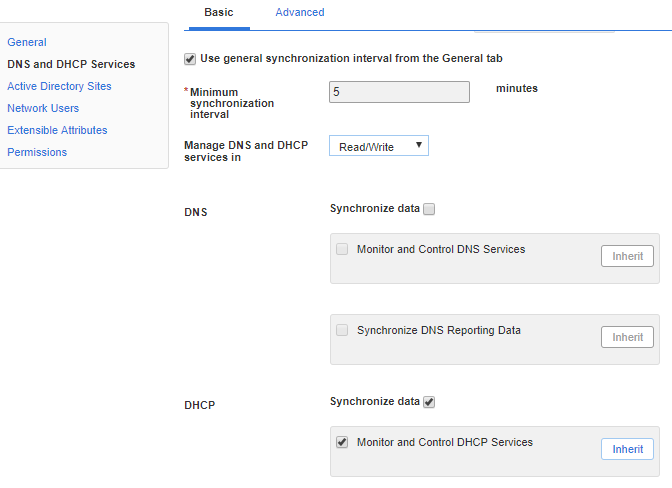 Basic
Advanced
General
DNS and DHCP Services
Active Directory Sites
Network Users
Extensible Attributes
Permissions
Use general synchronization interval from the General tab
*Minimum
synchronization
interval
5
minutes
Manage DNS and DHCP
services in
Read/Write
DNS
Synchronize data
Monitor and Control DNS Services
Inherit
Synchronize DNS Reporting Data
Inherit
DHCP
Synchronize data
Monitor and Control DHCP Services
Inherit